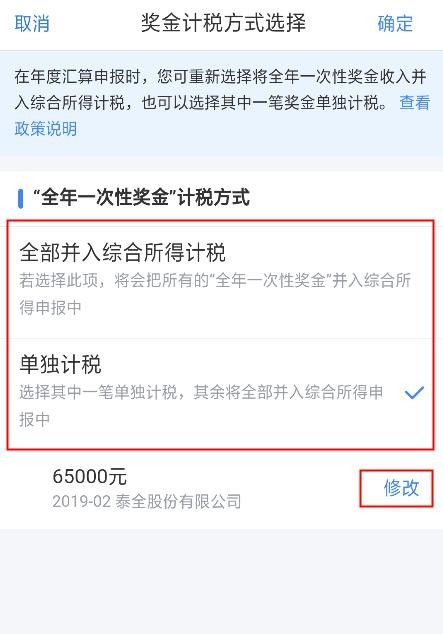 取消 奖金计税方式选择 确定
在年度汇算申报时，您可重新选择将全年一次性奖金收入并
入综合所得计税，也可以选择其中一笔奖金单独计税。 查看
政策说明
“全年一次性奖金”计税方式
全部并入综合所得计税
若选择此项，将会把所有的“全年一次性奖金”并入综合所
得申报中
单独计税
选择其中一笔单独计税，其余将全部并入综合所得申
报中
65000元
2019-02 泰全股份有限公司
修改